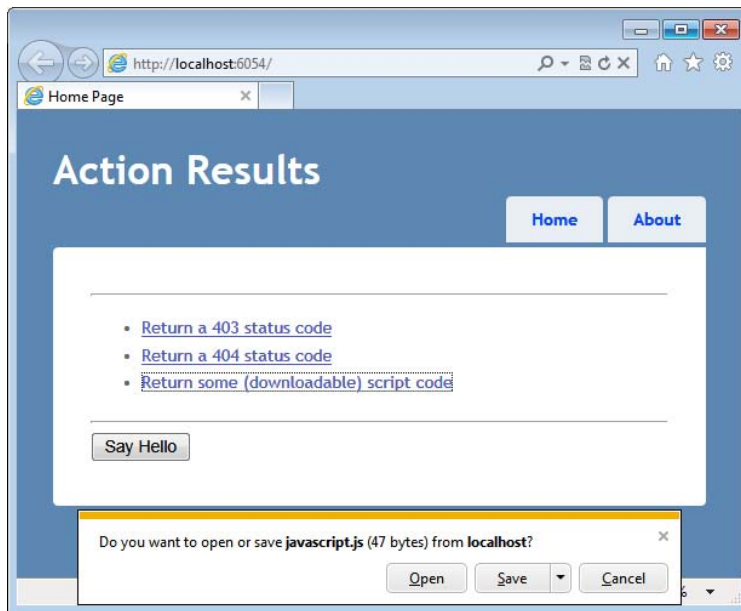 http://localhost:6054/
Home Page
Action Results
Home
About
Return a 403 status code
Return a 404 status code
Return some (downloadable) script code
Say Hello
Do you want to open or save javascript.js (47 bytes) from localhost?
Open
Save
Cancel
%